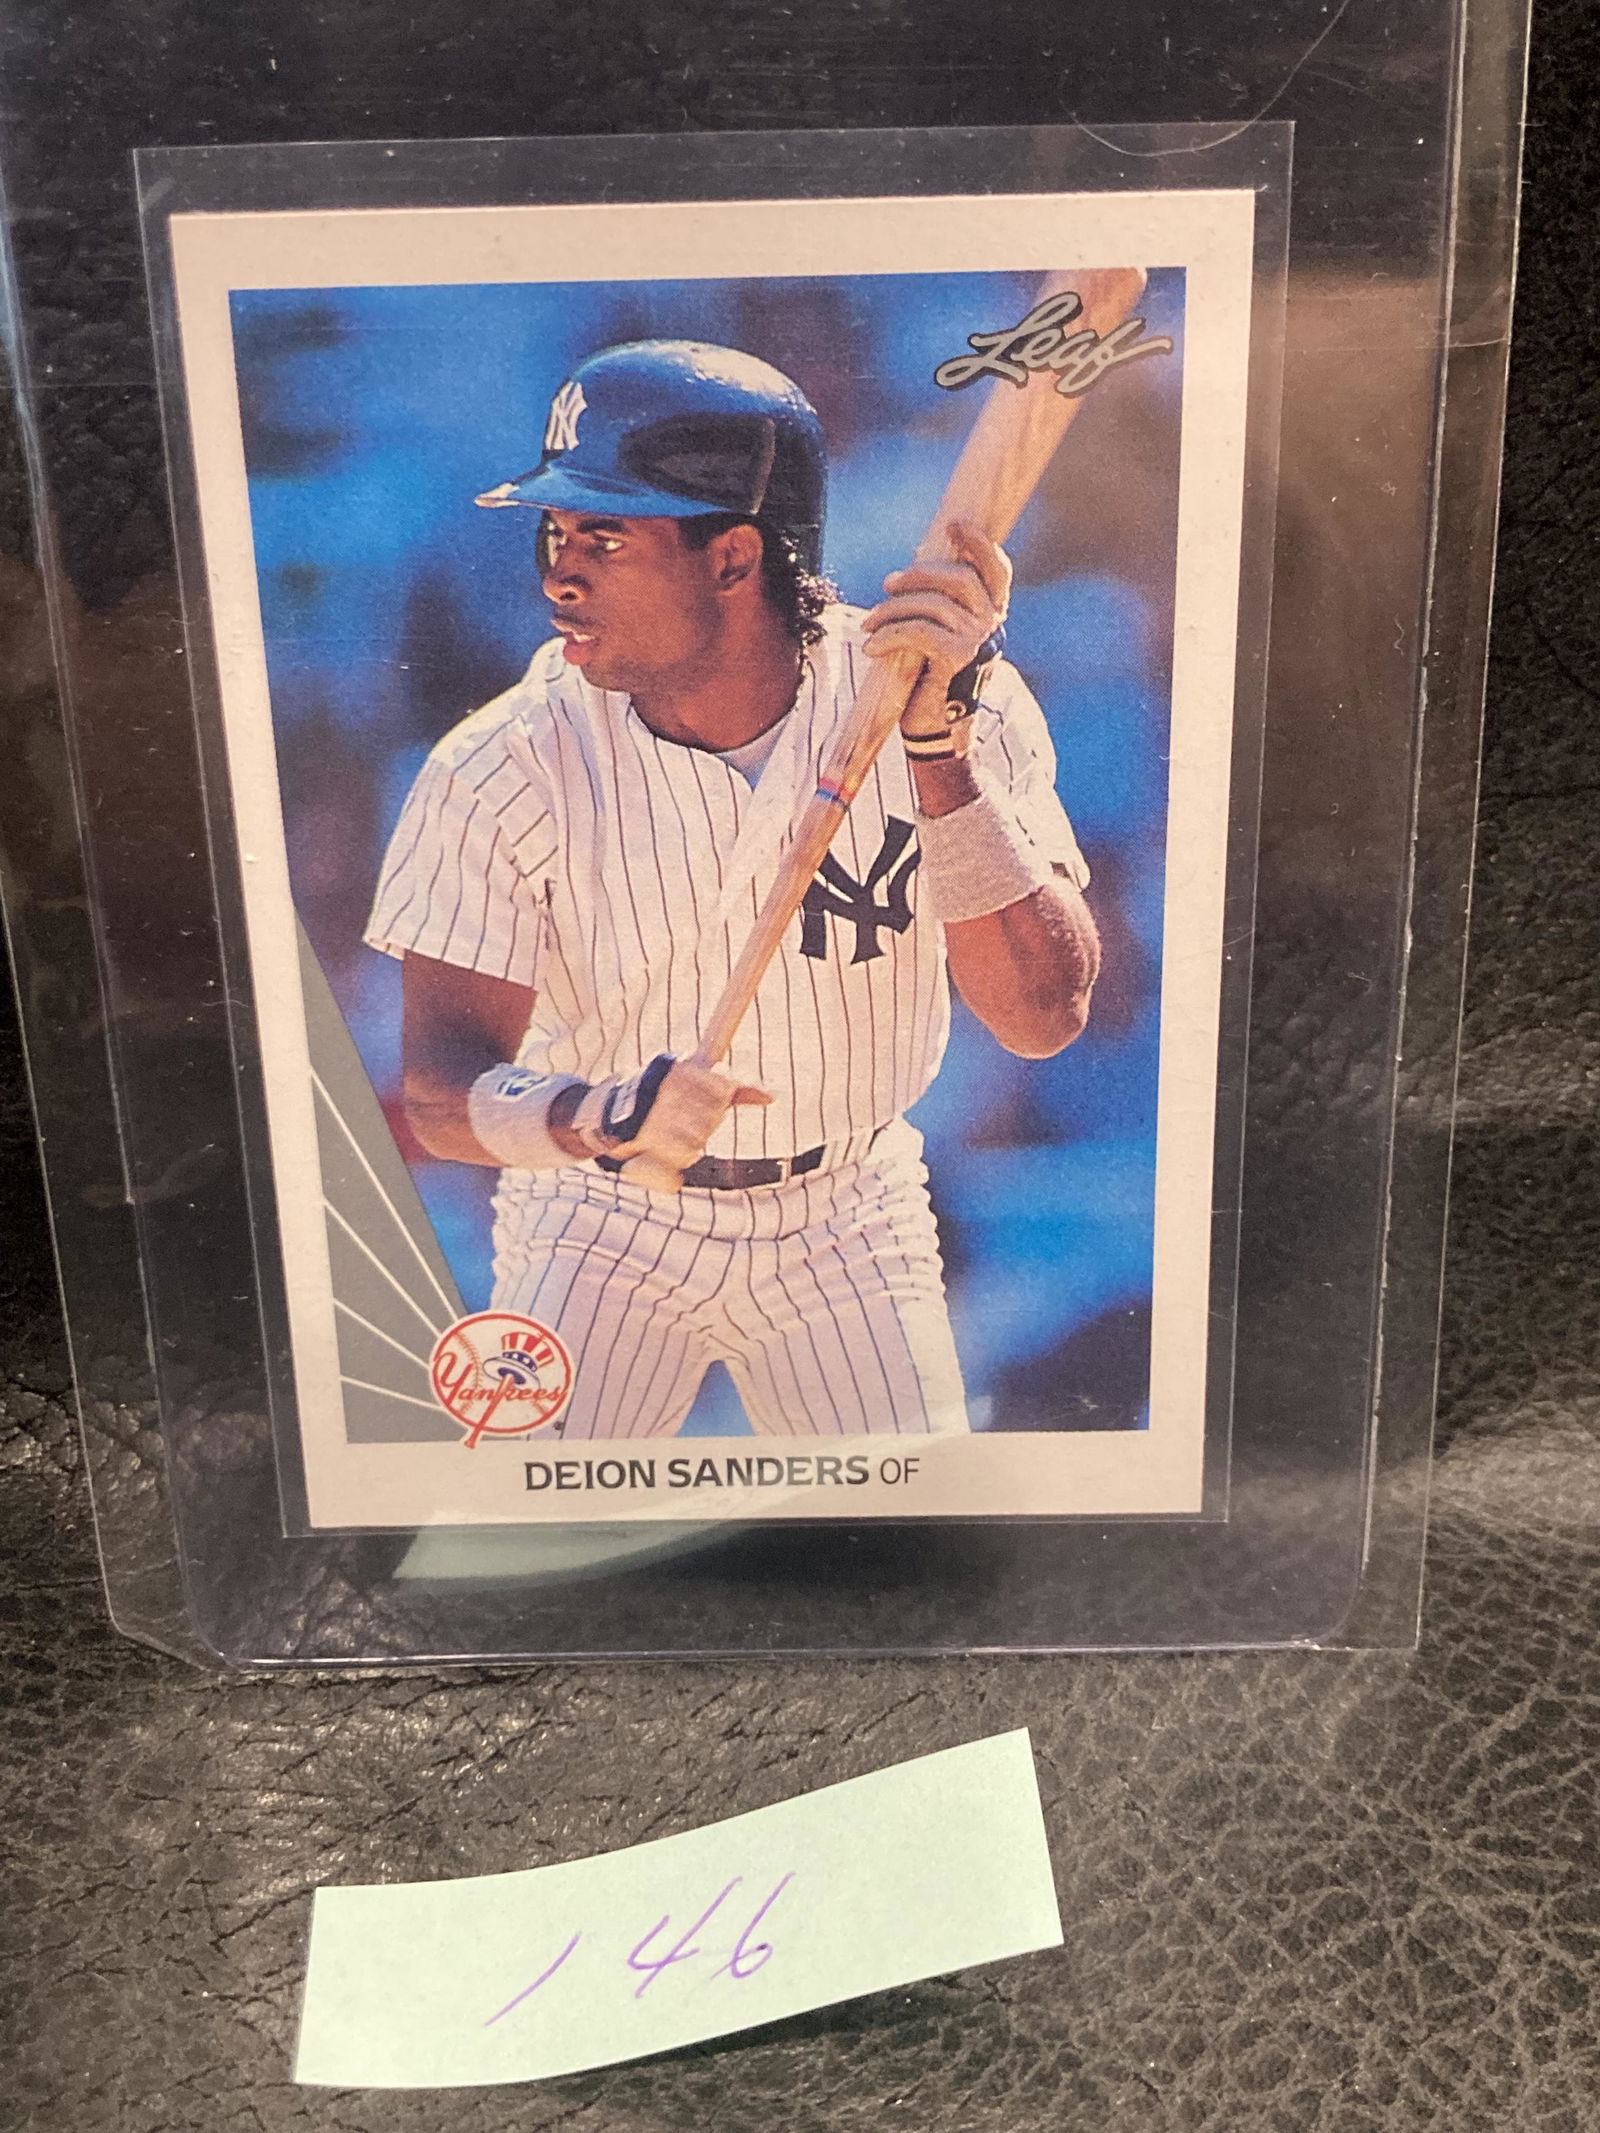 Leaf
NY
NY
Yankees
DEION SANDERS OF
146